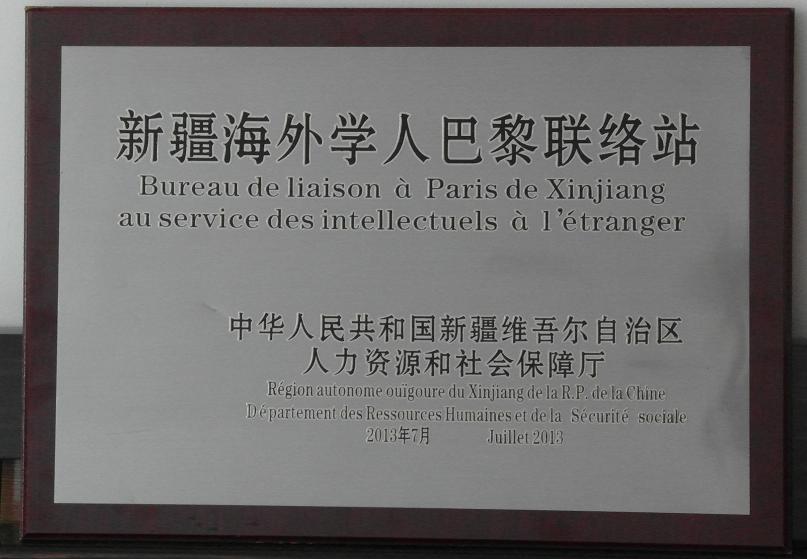 新疆海外学人巴黎联络站
Bureau de liaison à Paris de Xinjiang
au service des intellectuels à l'étranger
中华人民共和国新疆维吾尔自治区
人力资源和社会保障厅
Région autonome ouïgoure du Xinjiang de la R.P. de la Chine
Département des Ressources Humaines et de la Sécurité sociale
2013年7月 Juillet 2013